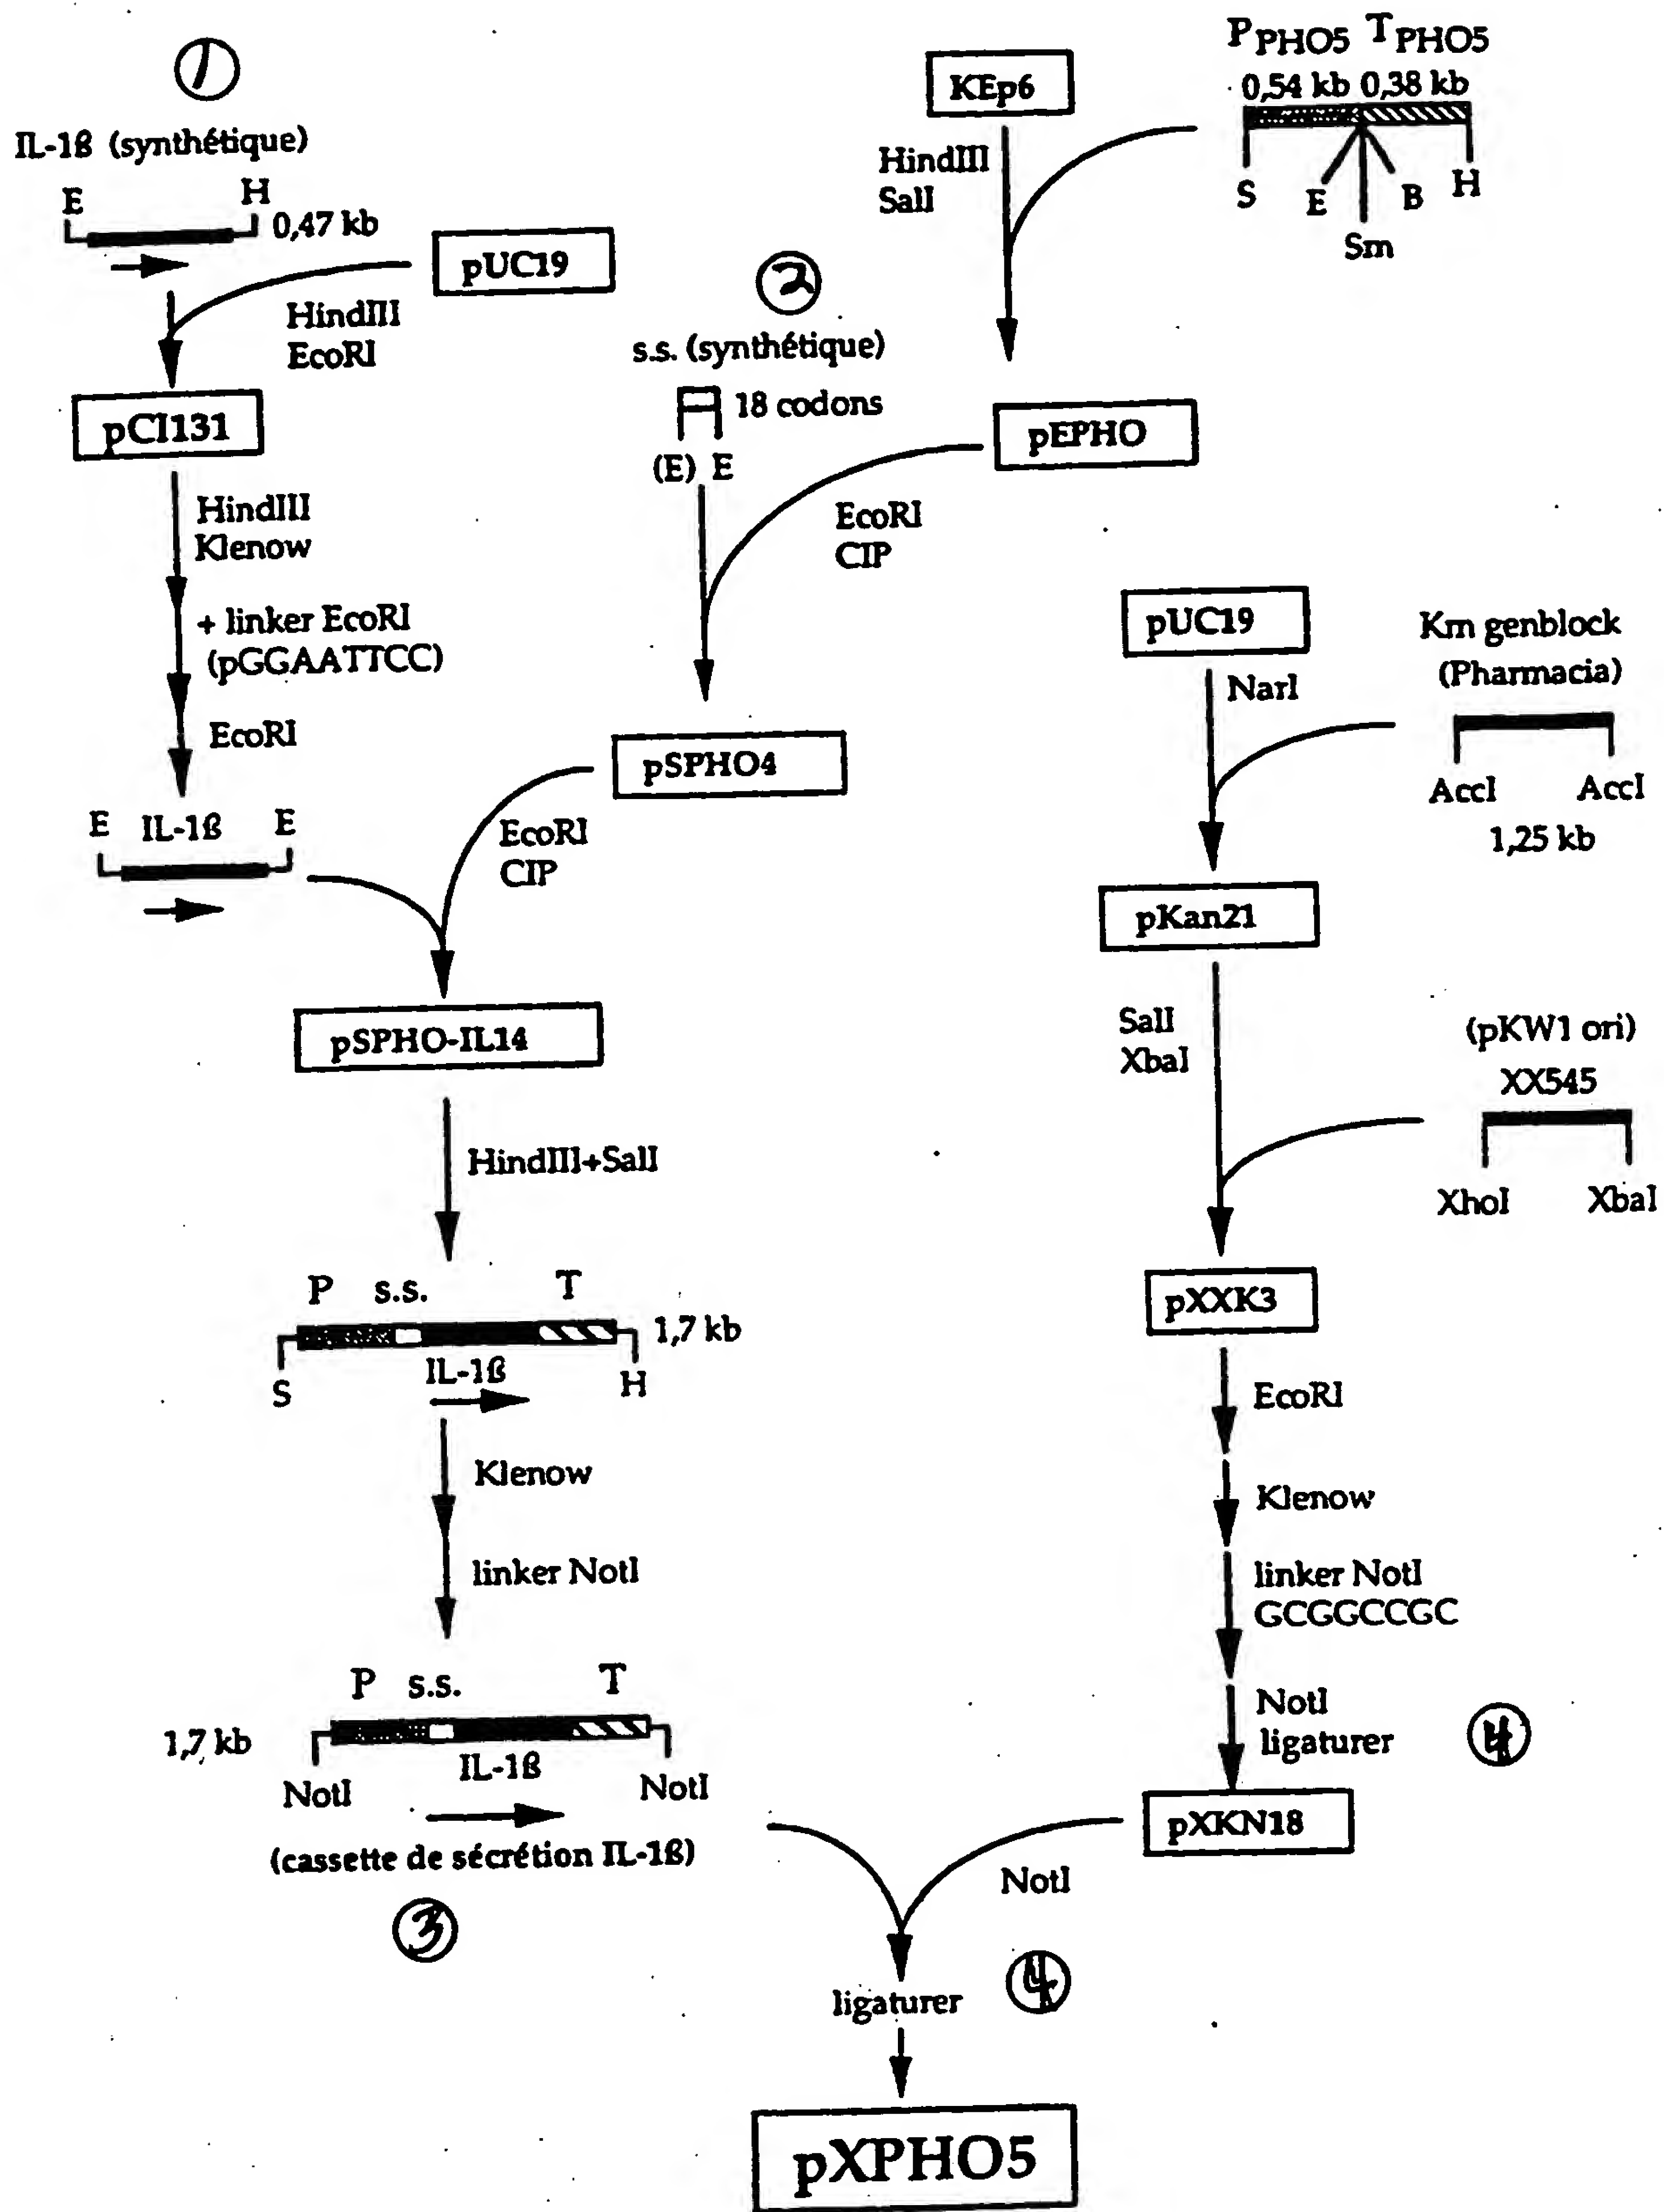 ①
IL-1ß (synthétique)
E H
0,47 kb
pUC19
HindIII
EcoRI
pCI131
HindIII
Klenow
+ linker EcoRI
(pGGAATTCC)
EcoRI
E IL-1ß E
②
s.s. (synthétique)
18 codons
(E) E
KEp6
HindIII
SalI
PPHO5 TPHO5
0,54 kb 0,38 kb
S E Sm B H
pEPHO
EcoRI
CIP
pSPHO4
EcoRI
CIP
pSPHO-IL14
HindIII+SalI
P s.s. T
1,7 kb
IL-1ß
S H
Klenow
linker NotI
P s.s. T
1,7 kb
IL-1ß
NotI NotI
(cassette de sécrétion IL-1ß)
③
pUC19
NarI
Km genblock
(Pharmacia)
AccI AccI
1,25 kb
pKan21
SalI
XbaI
(pKW1 ori)
XX545
XhoI XbaI
pXXK3
EcoRI
Klenow
linker NotI
GCGGCCGC
NotI
ligaturer
④
pXKN18
NotI
ligaturer
④
pXPHO5